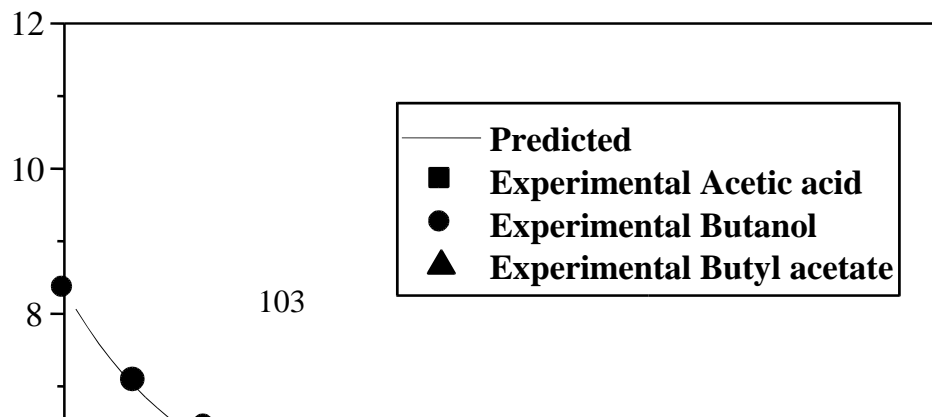 12
Predicted
10
Experimental Acetic acid
Experimental Butanol
Experimental Butyl acetate
103
8